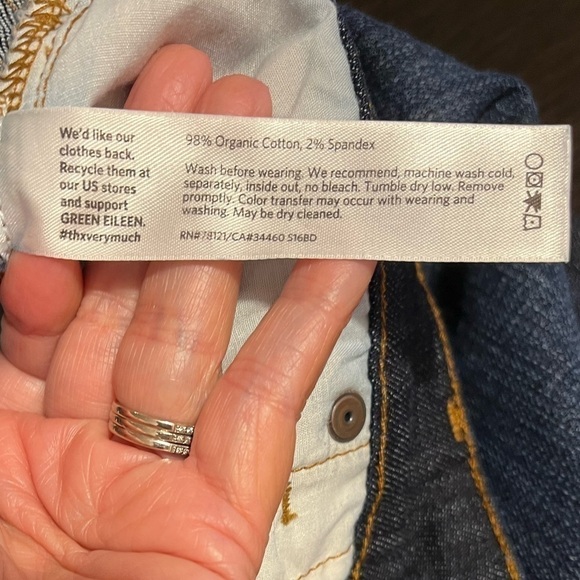 We'd like our
clothes back.
Recycle them at
our US stores
and support
GREEN EILEEN.
#thxverymuch
98% Organic Cotton, 2% Spandex
Wash before wearing. We recommend, machine wash cold,
separately, inside out, no bleach. Tumble dry low. Remove
promptly. Color transfer may occur with wearing and
washing. May be dry cleaned.
RN#78121/CA#34460 S16BD